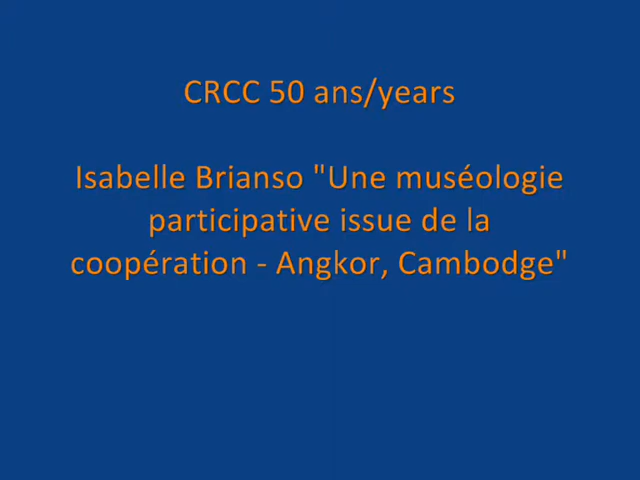 CRCC 50 ans/years
Isabelle Brianso "Une muséologie
participative issue de la
coopération - Angkor, Cambodge"